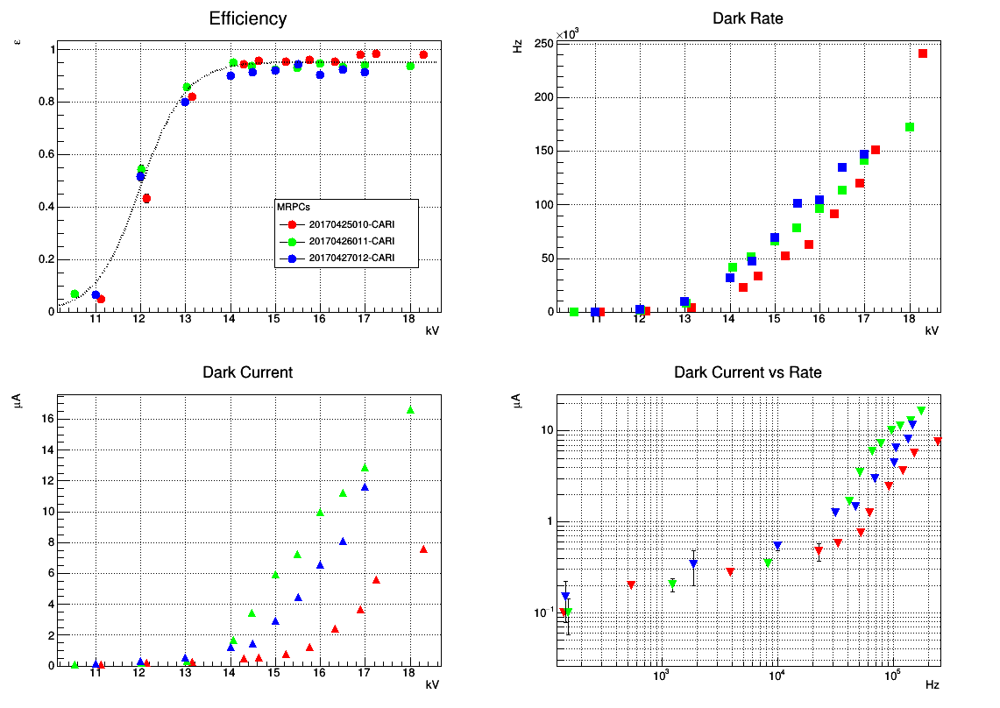 Efficiency
ε
1
0.8
0.6
0.4
0.2
0
11 12 13 14 15 16 17 18
kV
MRPCs
20170425010-CARI
20170426011-CARI
20170427012-CARI
Dark Rate
Hz
×10³
250
200
150
100
50
0
11 12 13 14 15 16 17 18
kV
Dark Current
μA
16
14
12
10
8
6
4
2
0
11 12 13 14 15 16 17 18
kV
Dark Current vs Rate
μA
10
1
10⁻¹
10³ 10⁴ 10⁵
Hz